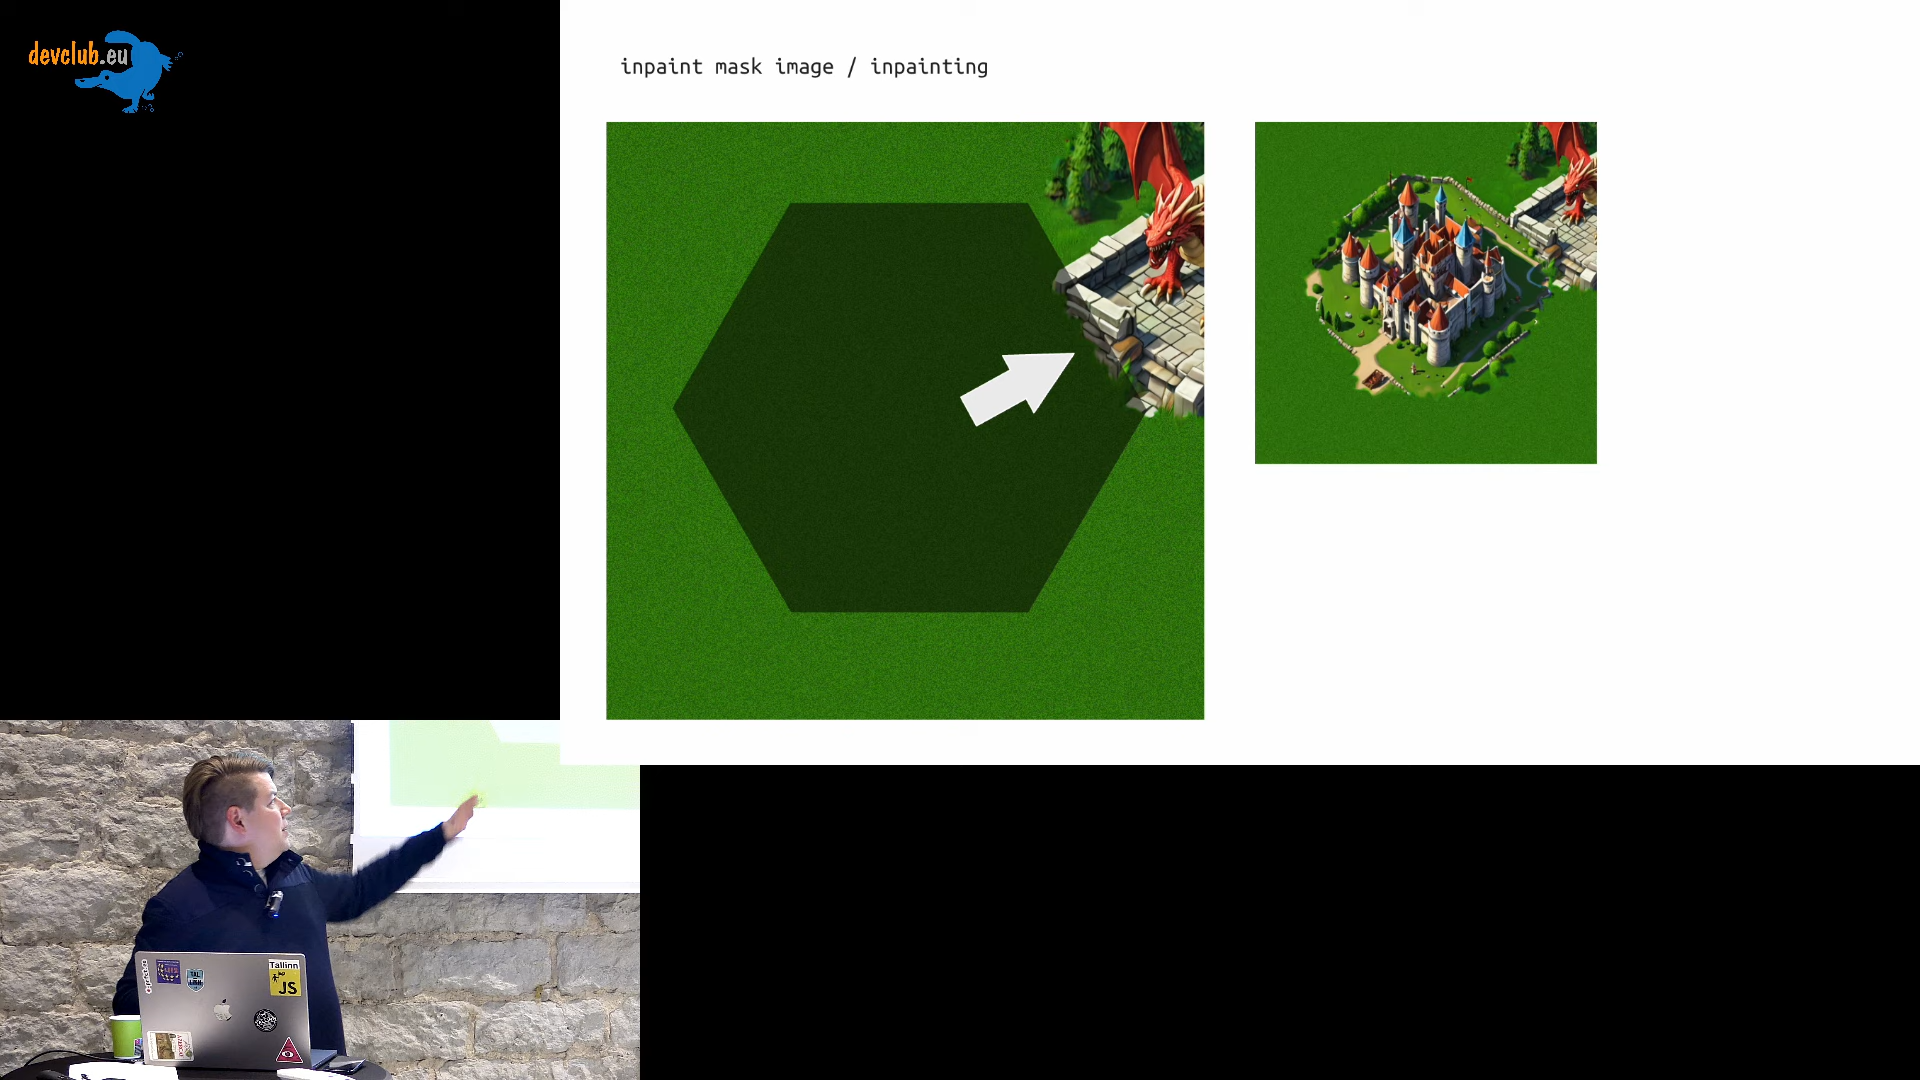 devclub.eu
inpaint mask image / inpainting
Tallinn
JS